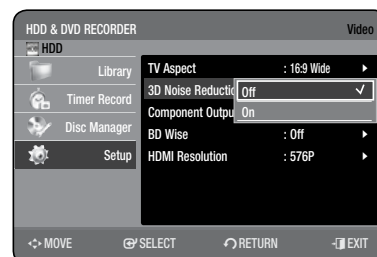 HDD & DVD RECORDER Video
HDD
Library
Timer Record
Disc Manager
Setup
TV Aspect : 16:9 Wide
3D Noise Reductio Off
Component Outpu On
BD Wise : Off
HDMI Resolution : 576P
MOVE SELECT RETURN EXIT